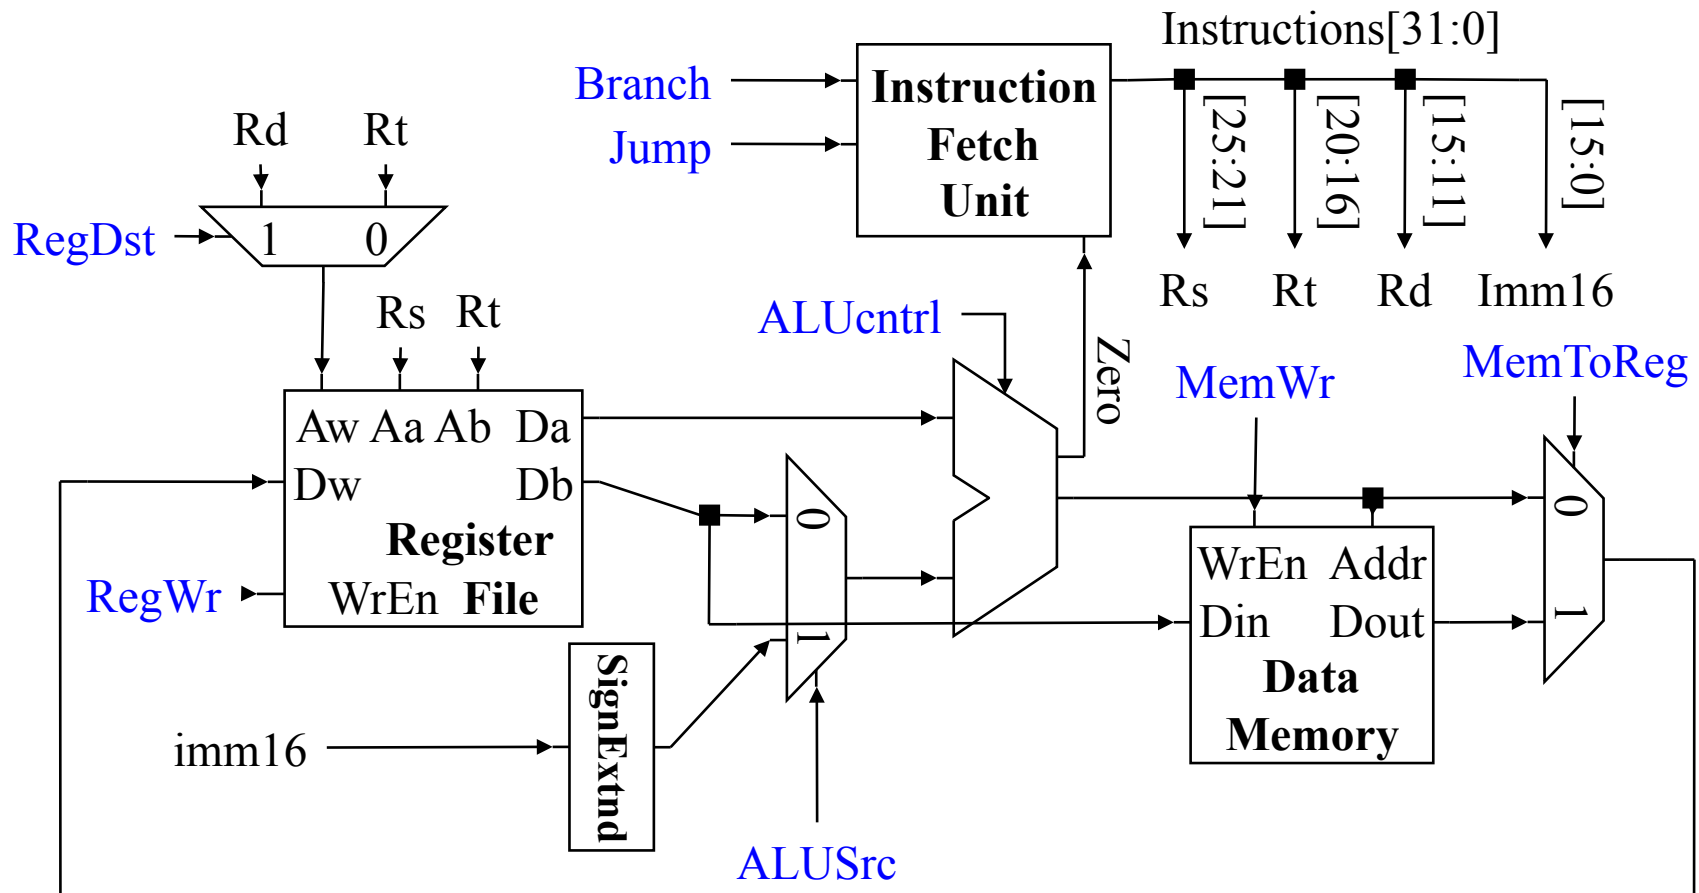 Instructions[31:0]
Branch
Jump
Instruction
Fetch
Unit
[25:21]
[20:16]
[15:11]
[15:0]
Rs
Rt
Rd
Imm16
Rd
Rt
RegDst
1
0
Rs
Rt
ALUcntrl
Zero
MemWr
MemToReg
Aw Aa Ab Da
Dw
Db
Register
WrEn File
RegWr
0
1
WrEn Addr
Din
Dout
Data
Memory
0
1
SignExtnd
imm16
ALUSrc